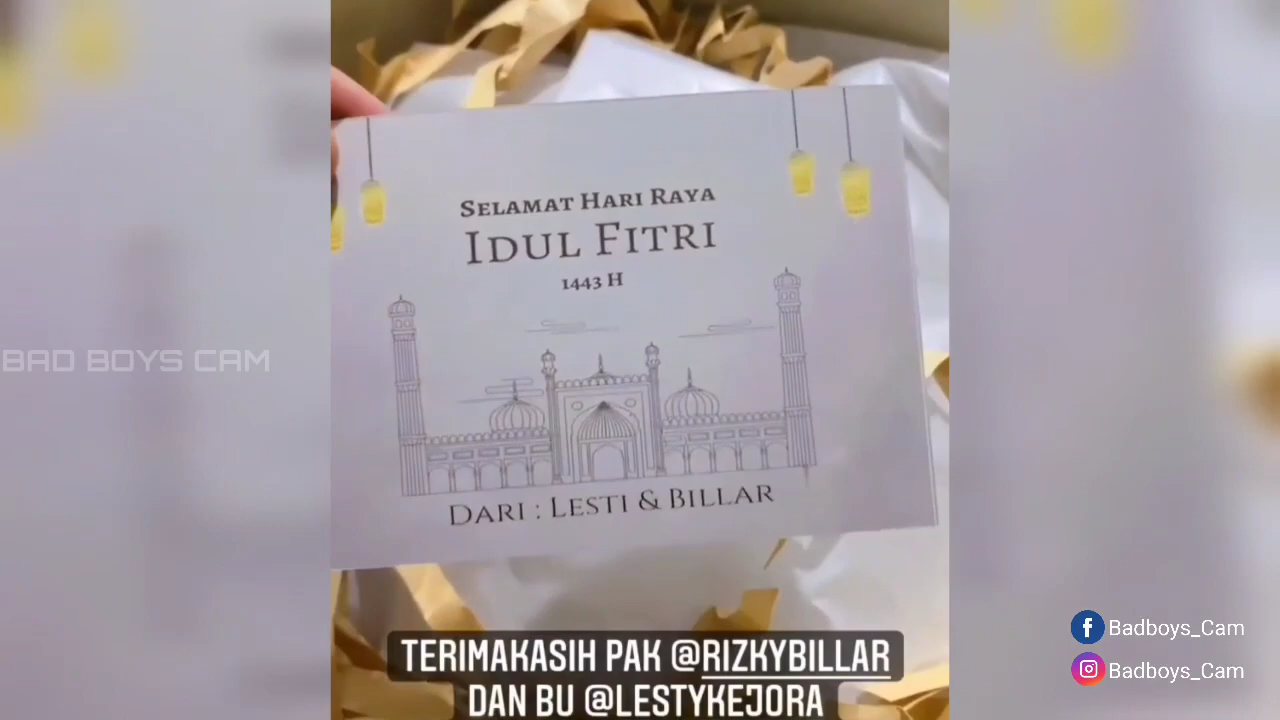 SELAMAT HARI RAYA
IDUL FITRI
1443 H
DARI : LESTI & BILLAR
TERIMAKASIH PAK @RIZKYBILLAR
DAN BU @LESTYKEJORA
BAD BOYS CAM
Badboys_Cam
Badboys_Cam